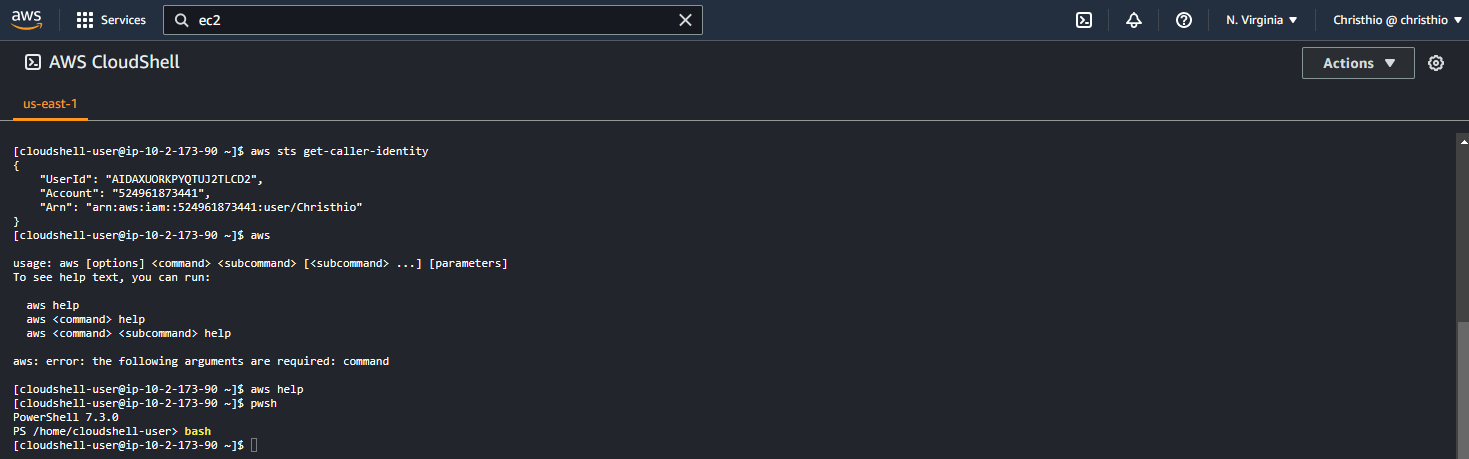 aws Services ec2 N. Virginia Christhio @ christhio
AWS CloudShell Actions
us-east-1
[cloudshell-user@ip-10-2-173-90 ~]$ aws sts get-caller-identity
{
    "UserId": "AIDAXUORKPYQTUJ2TLCD2",
    "Account": "524961873441",
    "Arn": "arn:aws:iam::524961873441:user/Christhio"
}
[cloudshell-user@ip-10-2-173-90 ~]$ aws
usage: aws [options] <command> <subcommand> [<subcommand> ...] [parameters]
To see help text, you can run:
  aws help
  aws <command> help
  aws <command> <subcommand> help
aws: error: the following arguments are required: command
[cloudshell-user@ip-10-2-173-90 ~]$ aws help
[cloudshell-user@ip-10-2-173-90 ~]$ pwsh
PowerShell 7.3.0
PS /home/cloudshell-user> bash
[cloudshell-user@ip-10-2-173-90 ~]$